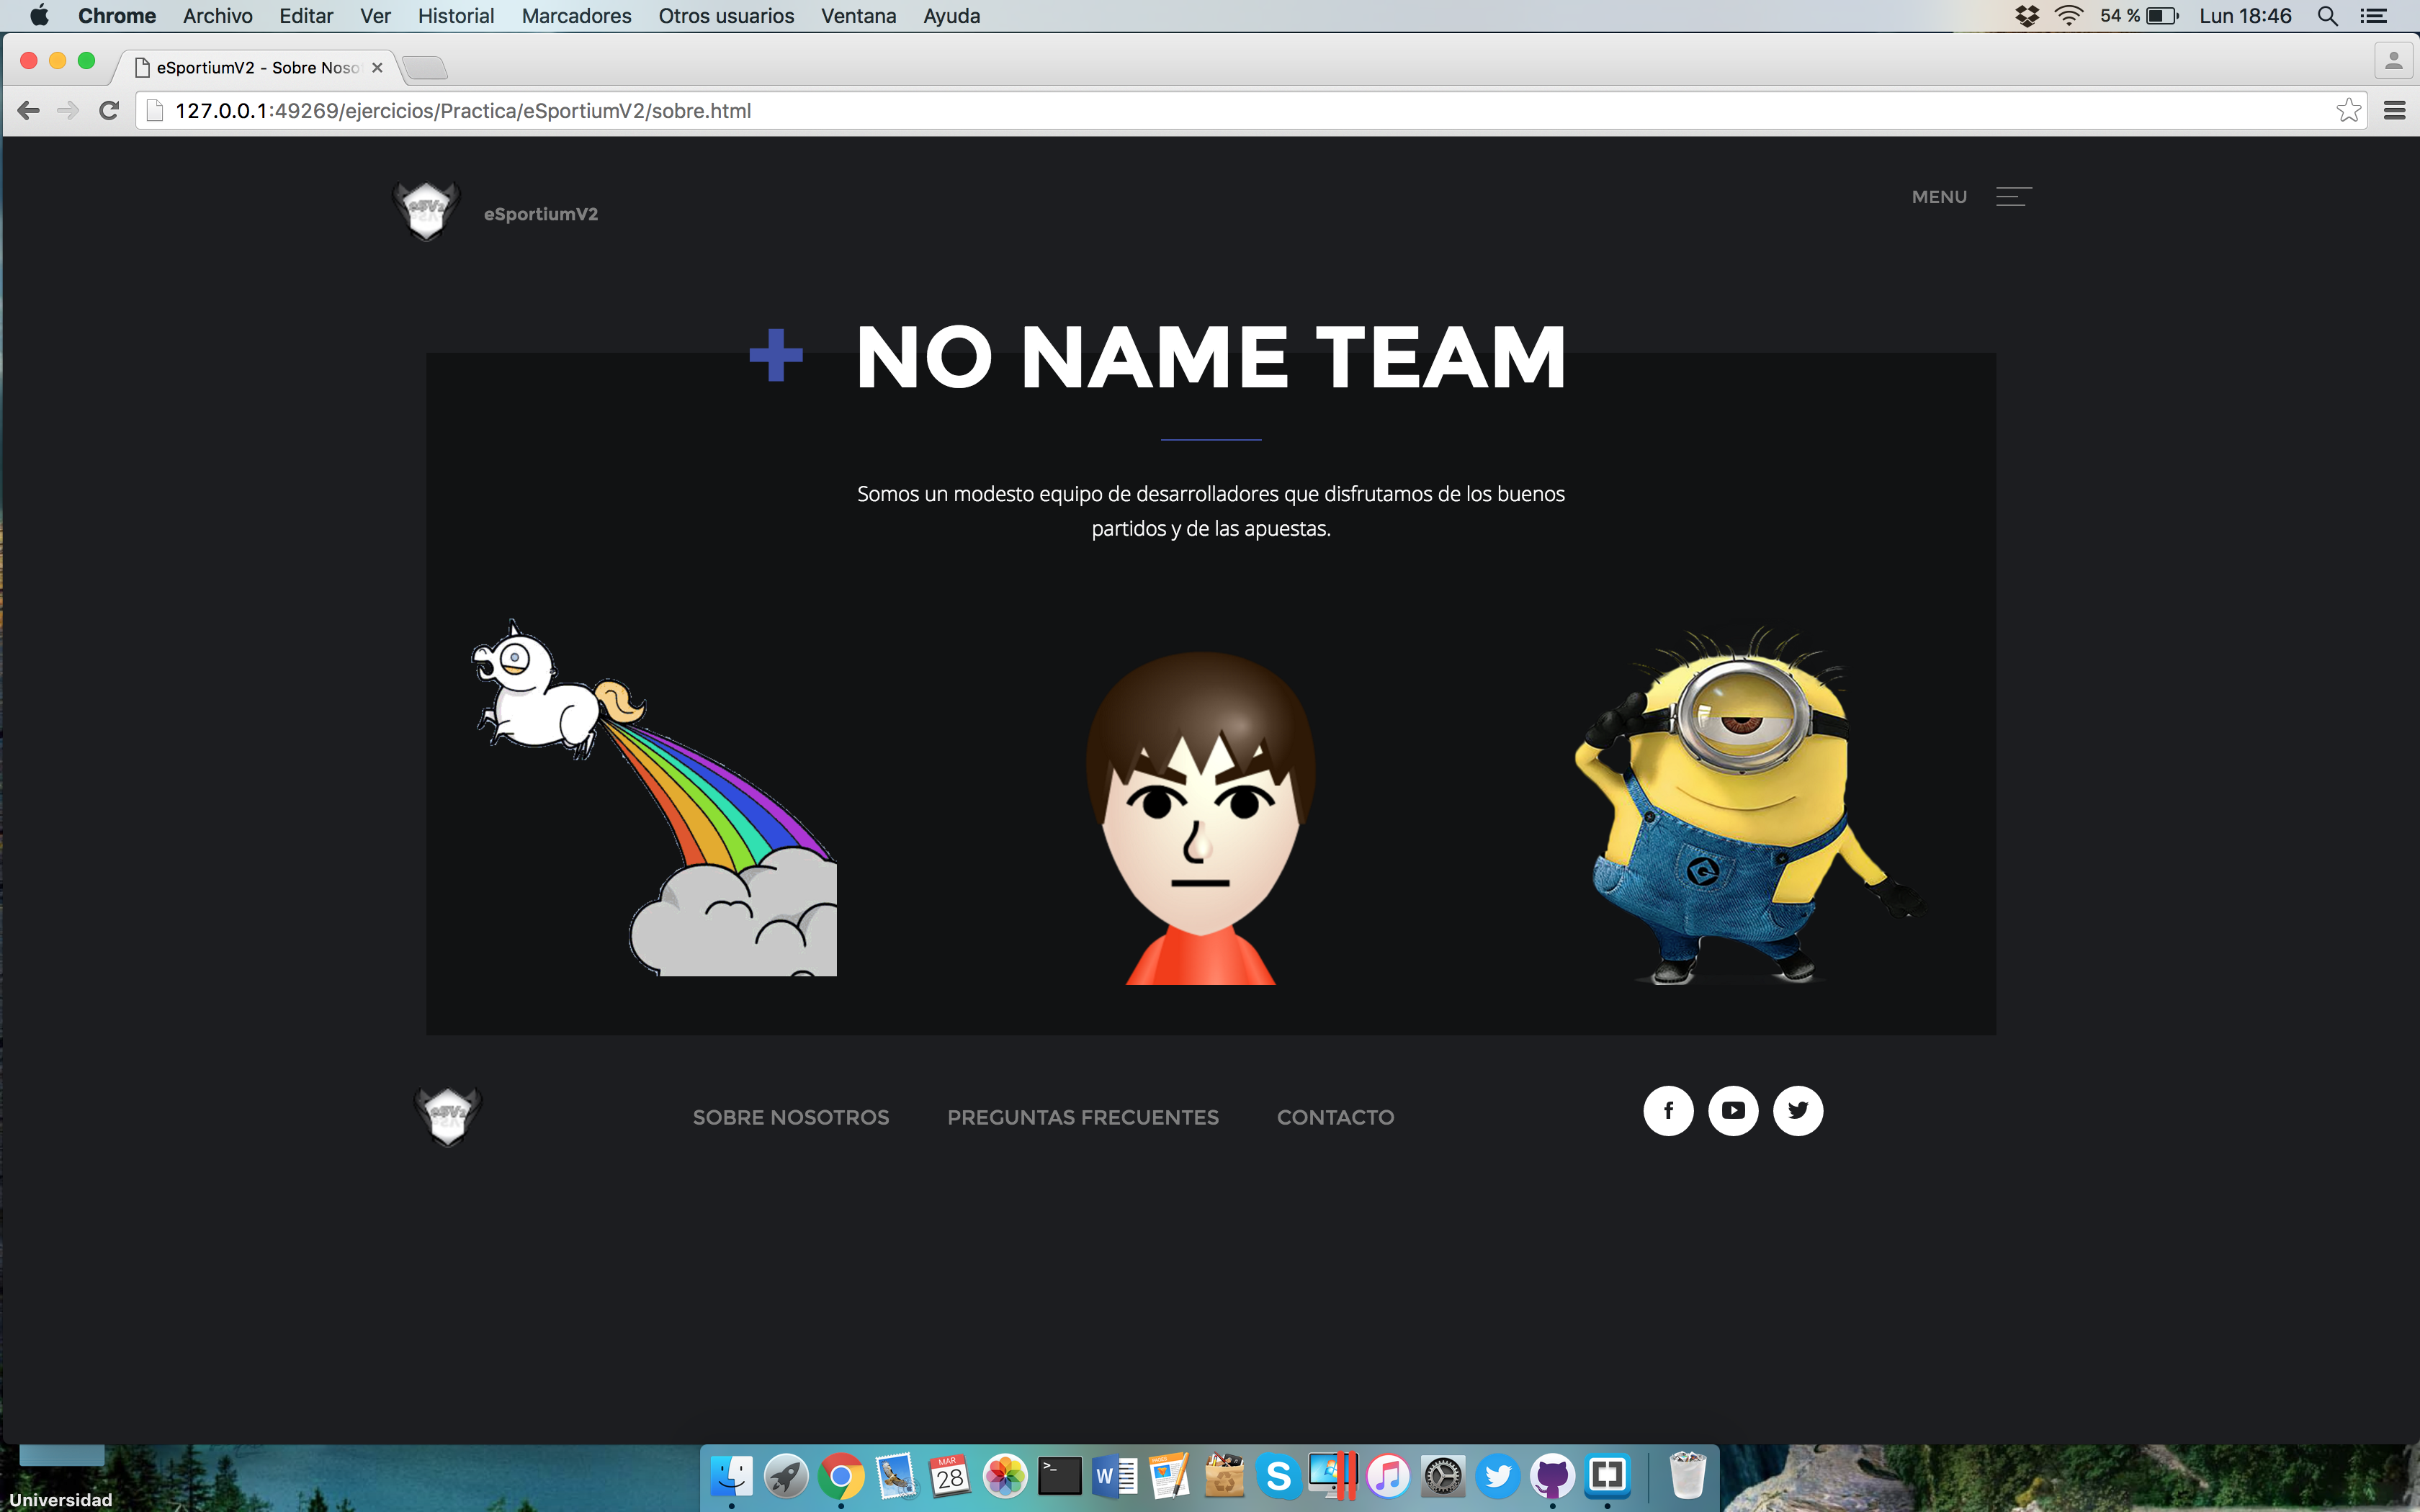 Chrome Archivo Editar Ver Historial Marcadores Otros usuarios Ventana Ayuda 54 % Lun 18:46
eSportiumV2 - Sobre Noso
127.0.0.1:49269/ejercicios/Practica/eSportiumV2/sobre.html
eSV2
eSportiumV2
MENU
+ NO NAME TEAM
Somos un modesto equipo de desarrolladores que disfrutamos de los buenos
partidos y de las apuestas.
eSV2
SOBRE NOSOTROS PREGUNTAS FRECUENTES CONTACTO
MAR
28
Universidad